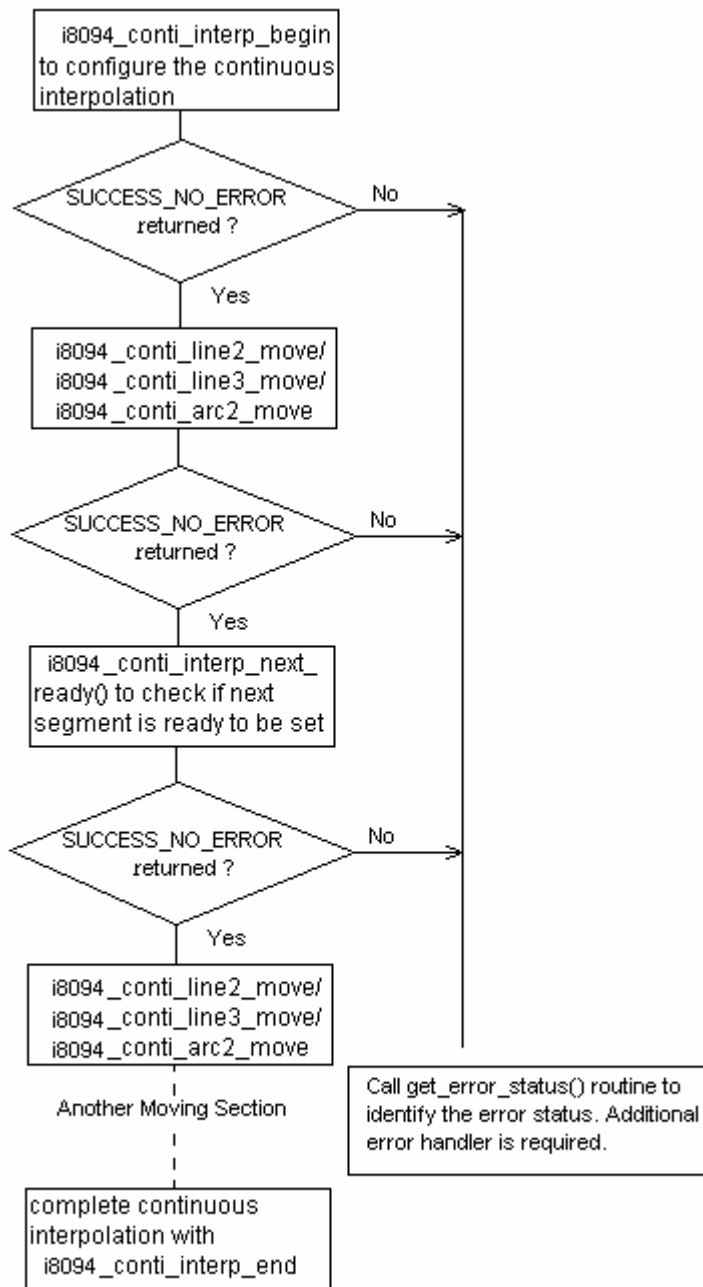 i8094_conti_interp_begin
to configure the continuous
interpolation
SUCCESS_NO_ERROR
returned ?
No
Yes
i8094_conti_line2_move/
i8094_conti_line3_move/
i8094_conti_arc2_move
SUCCESS_NO_ERROR
returned ?
No
Yes
i8094_conti_interp_next_
ready() to check if next
segment is ready to be set
SUCCESS_NO_ERROR
returned ?
No
Yes
i8094_conti_line2_move/
i8094_conti_line3_move/
i8094_conti_arc2_move
Another Moving Section
Call get_error_status() routine to
identify the error status. Additional
error handler is required.
complete continuous
interpolation with
i8094_conti_interp_end